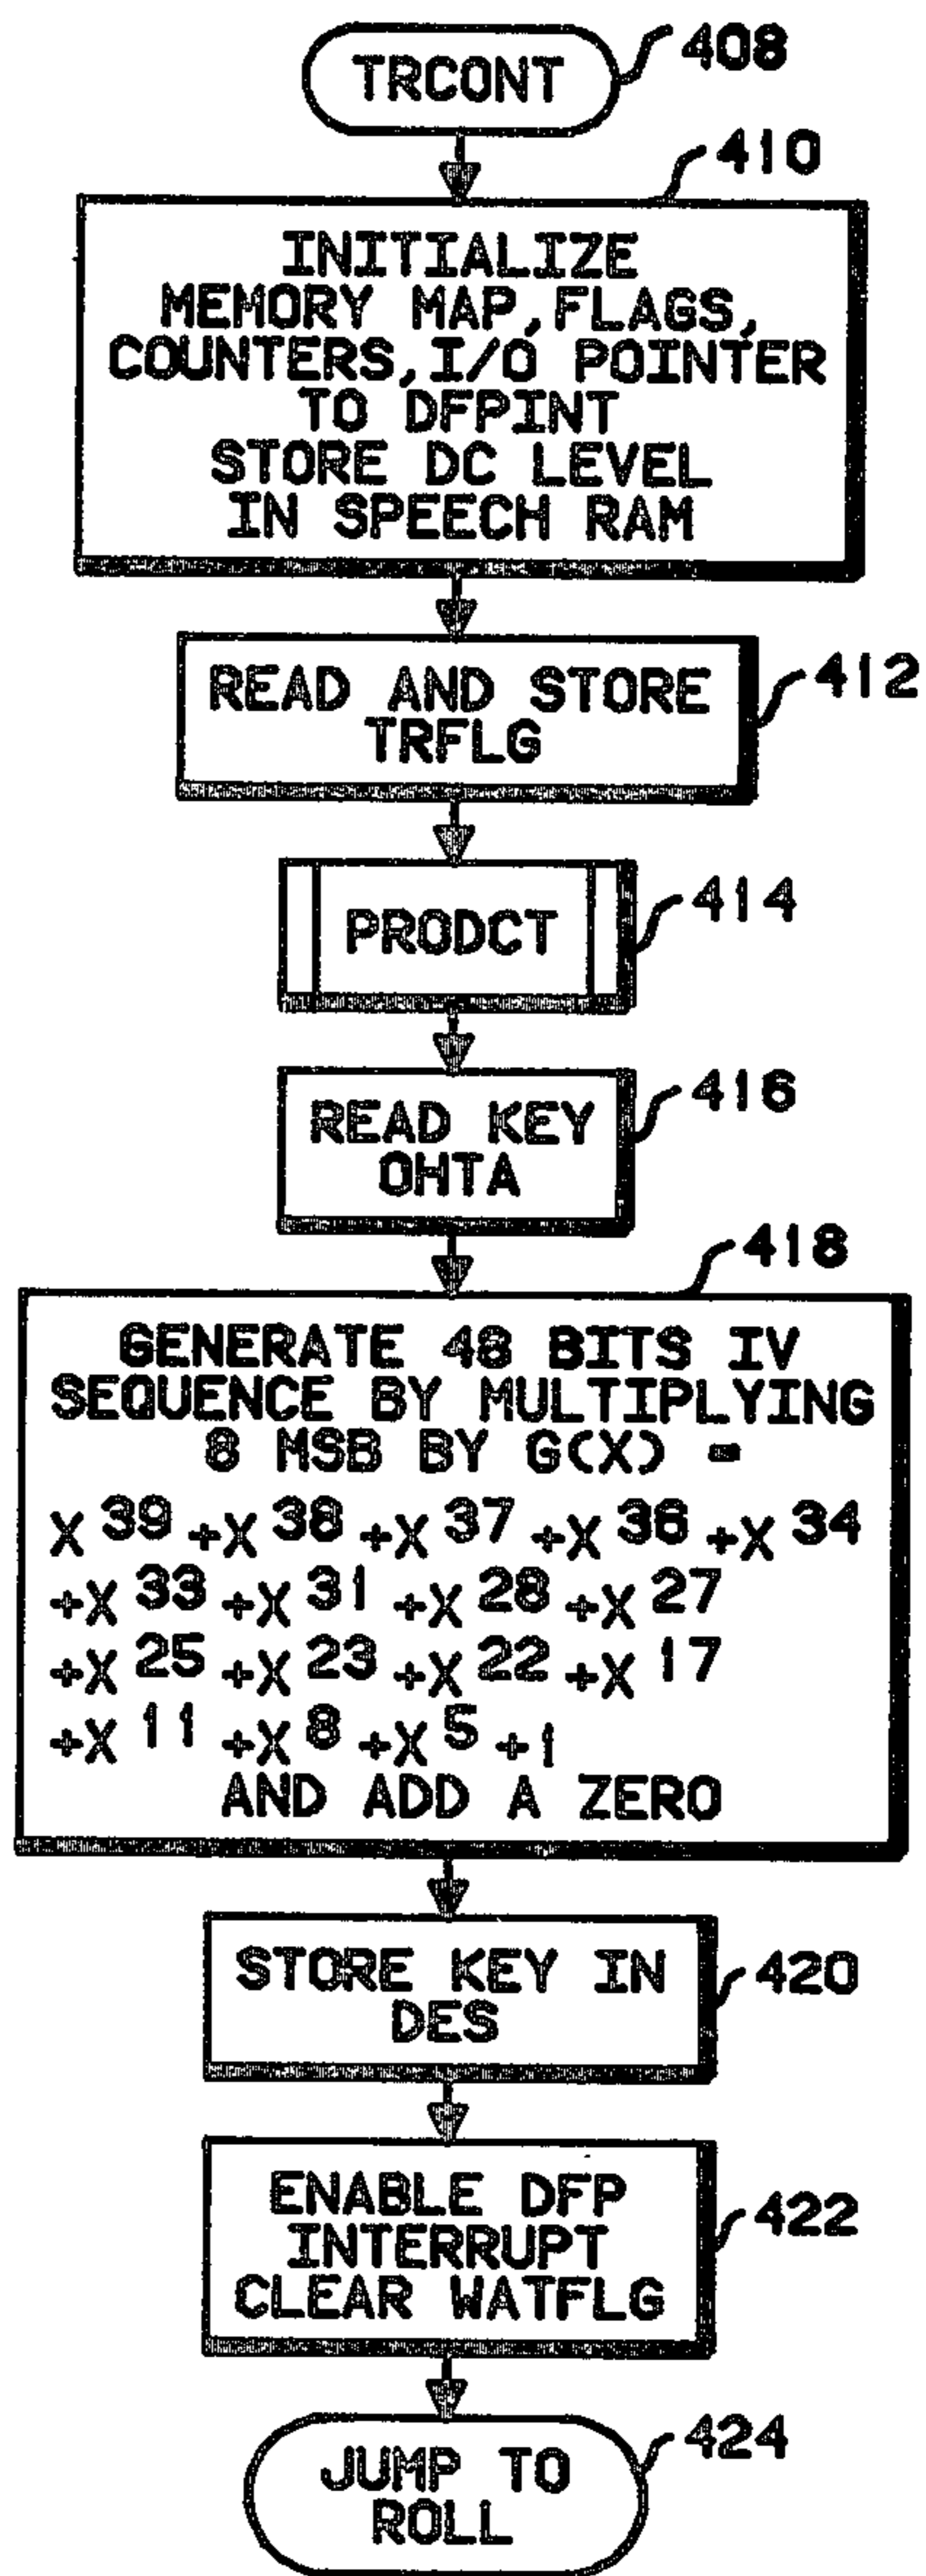 TRCONT
408
410
INITIALIZE
MEMORY MAP,FLAGS,
COUNTERS,I/O POINTER
TO DFPINT
STORE DC LEVEL
IN SPEECH RAM
READ AND STORE
TRFLG
412
PRODCT
414
READ KEY
OHTA
416
418
GENERATE 48 BITS IV
SEQUENCE BY MULTIPLYING
8 MSB BY G(X) =
X 39 +X 38 +X 37 +X 36 +X 34
+X 33 +X 31 +X 28 +X 27
+X 25 +X 23 +X 22 +X 17
+X 11 +X 8 +X 5 +1
AND ADD A ZERO
STORE KEY IN
DES
420
ENABLE DFP
INTERRUPT
CLEAR WATFLG
422
JUMP TO
ROLL
424